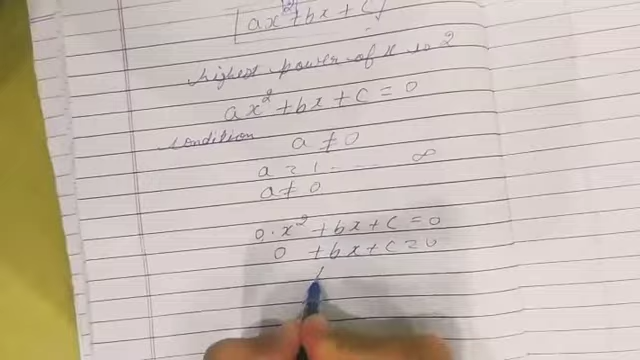 ax² + bx + c
highest power of x is 2
ax² + bx + c = 0
condition a ≠ 0
a = 1 ---- ∞
a ≠ 0
0·x² + bx + c = 0
0 + bx + c = 0